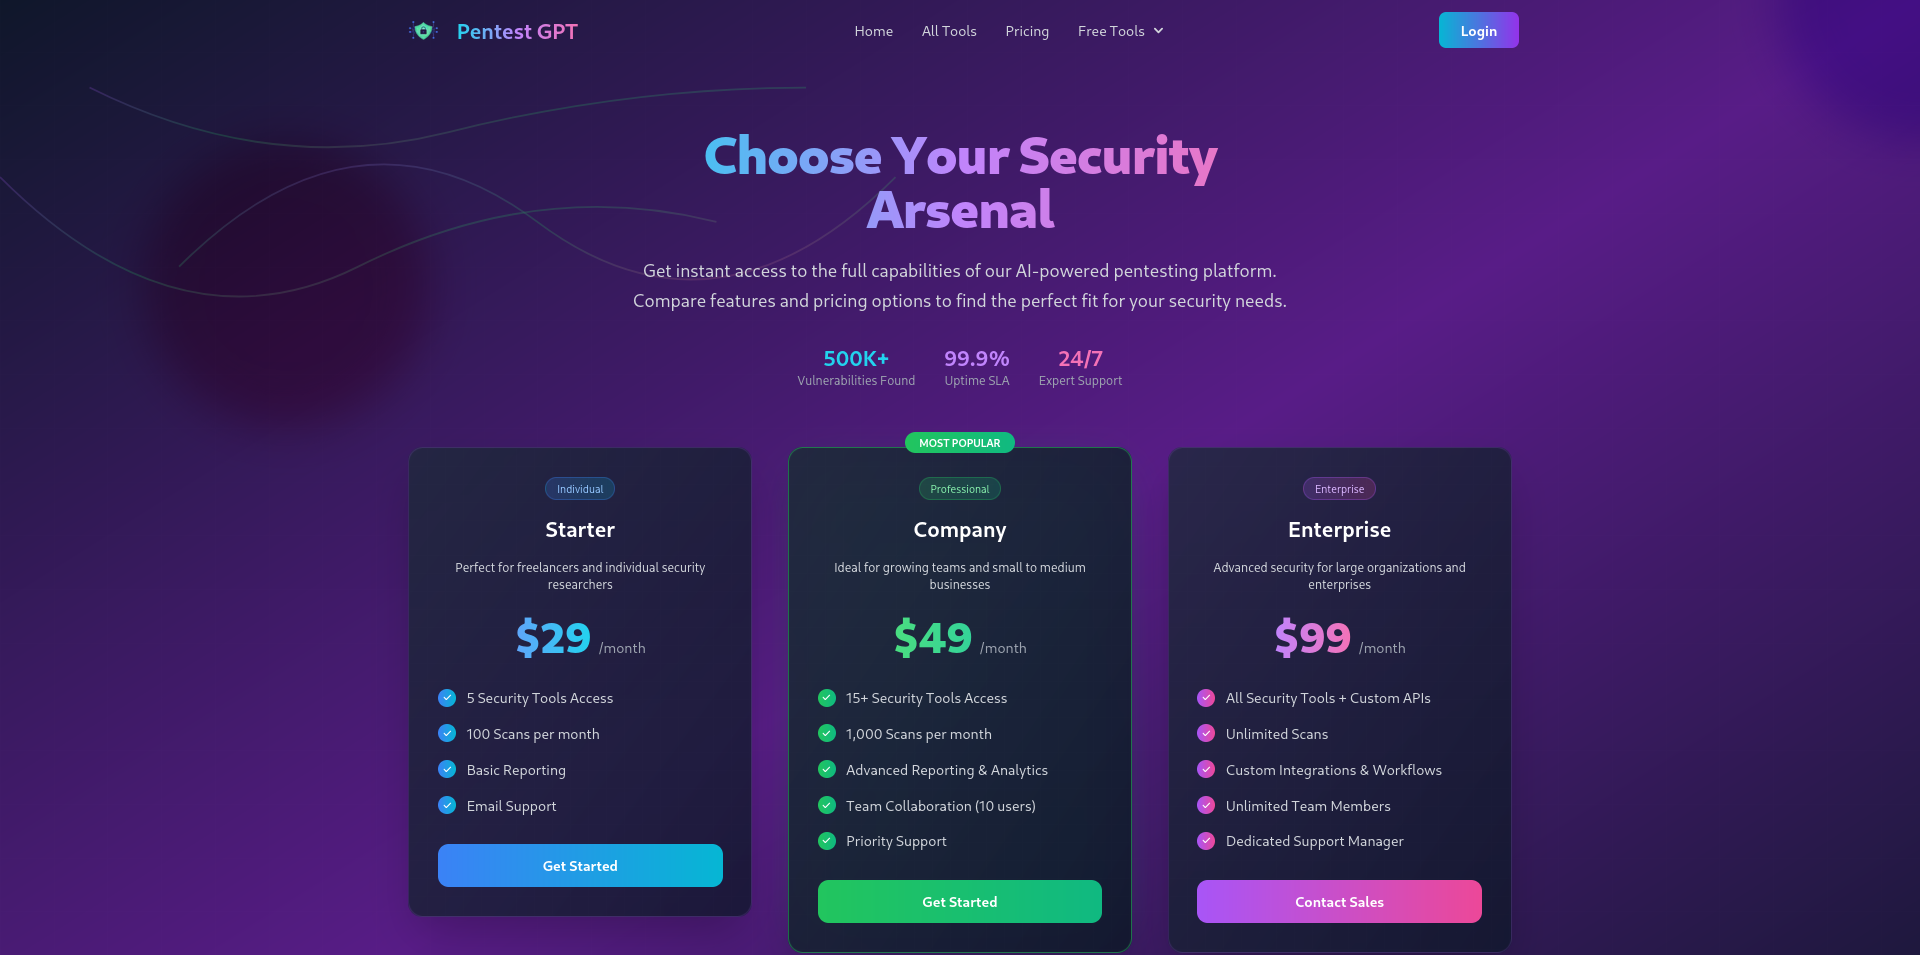 Pentest GPT
Home
All Tools
Pricing
Free Tools
Login
Choose Your Security
Arsenal
Get instant access to the full capabilities of our AI-powered pentesting platform.
Compare features and pricing options to find the perfect fit for your security needs.
500K+
Vulnerabilities Found
99.9%
Uptime SLA
24/7
Expert Support
Individual
Starter
Perfect for freelancers and individual security
researchers
$29 /month
5 Security Tools Access
100 Scans per month
Basic Reporting
Email Support
Get Started
MOST POPULAR
Professional
Company
Ideal for growing teams and small to medium
businesses
$49 /month
15+ Security Tools Access
1,000 Scans per month
Advanced Reporting & Analytics
Team Collaboration (10 users)
Priority Support
Get Started
Enterprise
Enterprise
Advanced security for large organizations and
enterprises
$99 /month
All Security Tools + Custom APIs
Unlimited Scans
Custom Integrations & Workflows
Unlimited Team Members
Dedicated Support Manager
Contact Sales